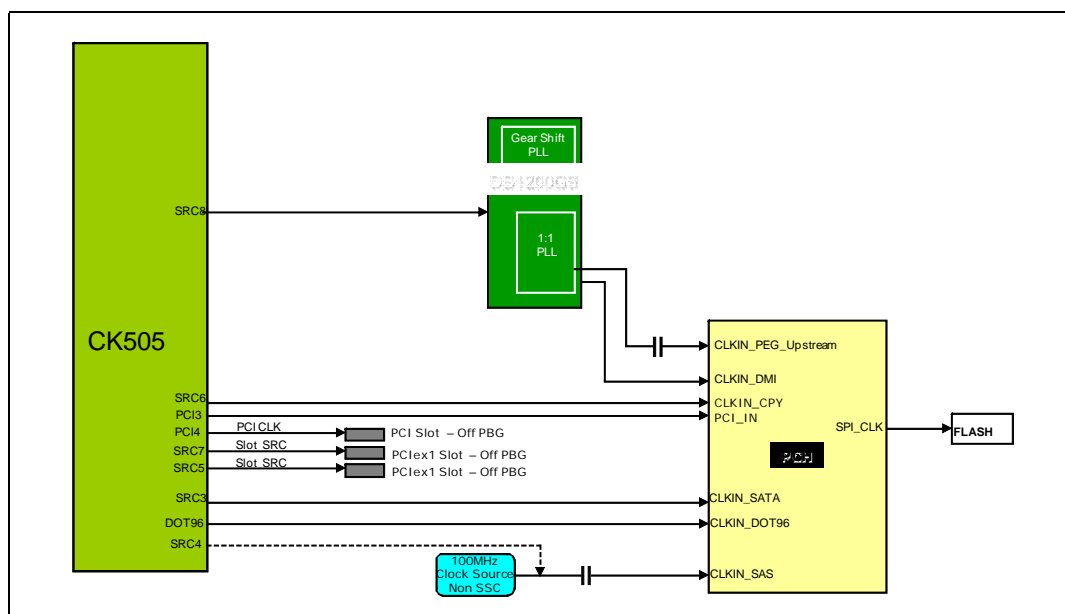 CK505
SRC8
SRC6
PCI3
PCI4
SRC7
SRC5
SRC3
DOT96
SRC4
PCI CLK
Slot SRC
Slot SRC
PCI Slot – Off PBG
PCIex1 Slot – Off PBG
PCIex1 Slot – Off PBG
Gear Shift
PLL
DB1200GS
1:1
PLL
100MHz
Clock Source
Non SSC
CLKIN_PEG_Upstream
CLKIN_DMI
CLKIN_CPY
PCI_IN
SPI_CLK
PCH
CLKIN_SATA
CLKIN_DOT96
CLKIN_SAS
FLASH